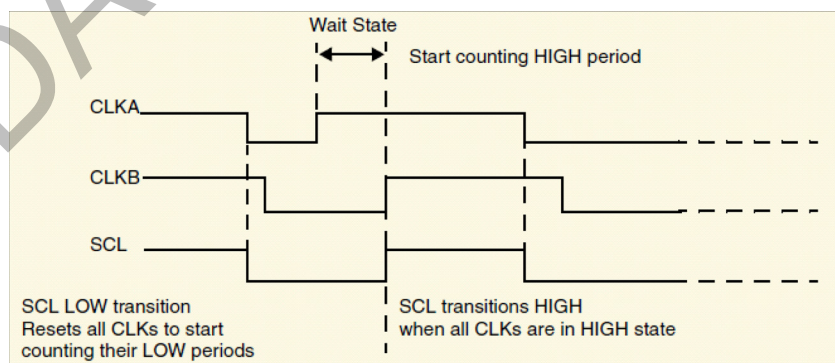 Wait State
Start counting HIGH period
CLKA
CLKB
SCL
SCL LOW transition
Resets all CLKs to start
counting their LOW periods
SCL transitions HIGH
when all CLKs are in HIGH state
DA